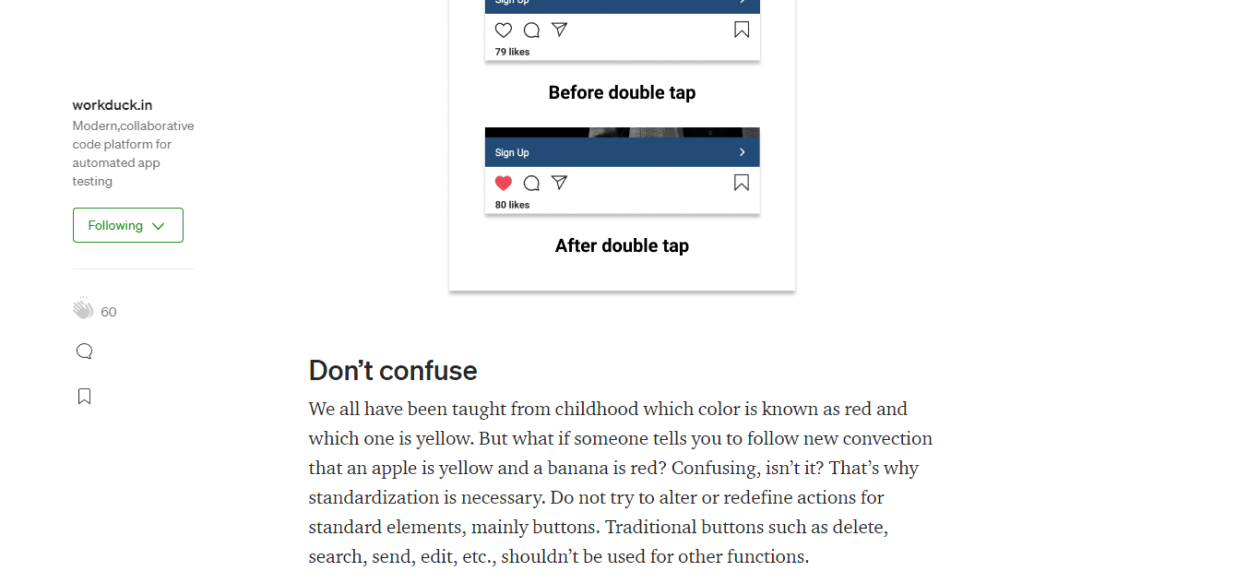 Sign Up
79 likes
Before double tap
Sign Up
80 likes
After double tap
workduck.in
Modern,collaborative
code platform for
automated app
testing
Following
60
Don’t confuse
We all have been taught from childhood which color is known as red and
which one is yellow. But what if someone tells you to follow new convection
that an apple is yellow and a banana is red? Confusing, isn’t it? That’s why
standardization is necessary. Do not try to alter or redefine actions for
standard elements, mainly buttons. Traditional buttons such as delete,
search, send, edit, etc., shouldn’t be used for other functions.